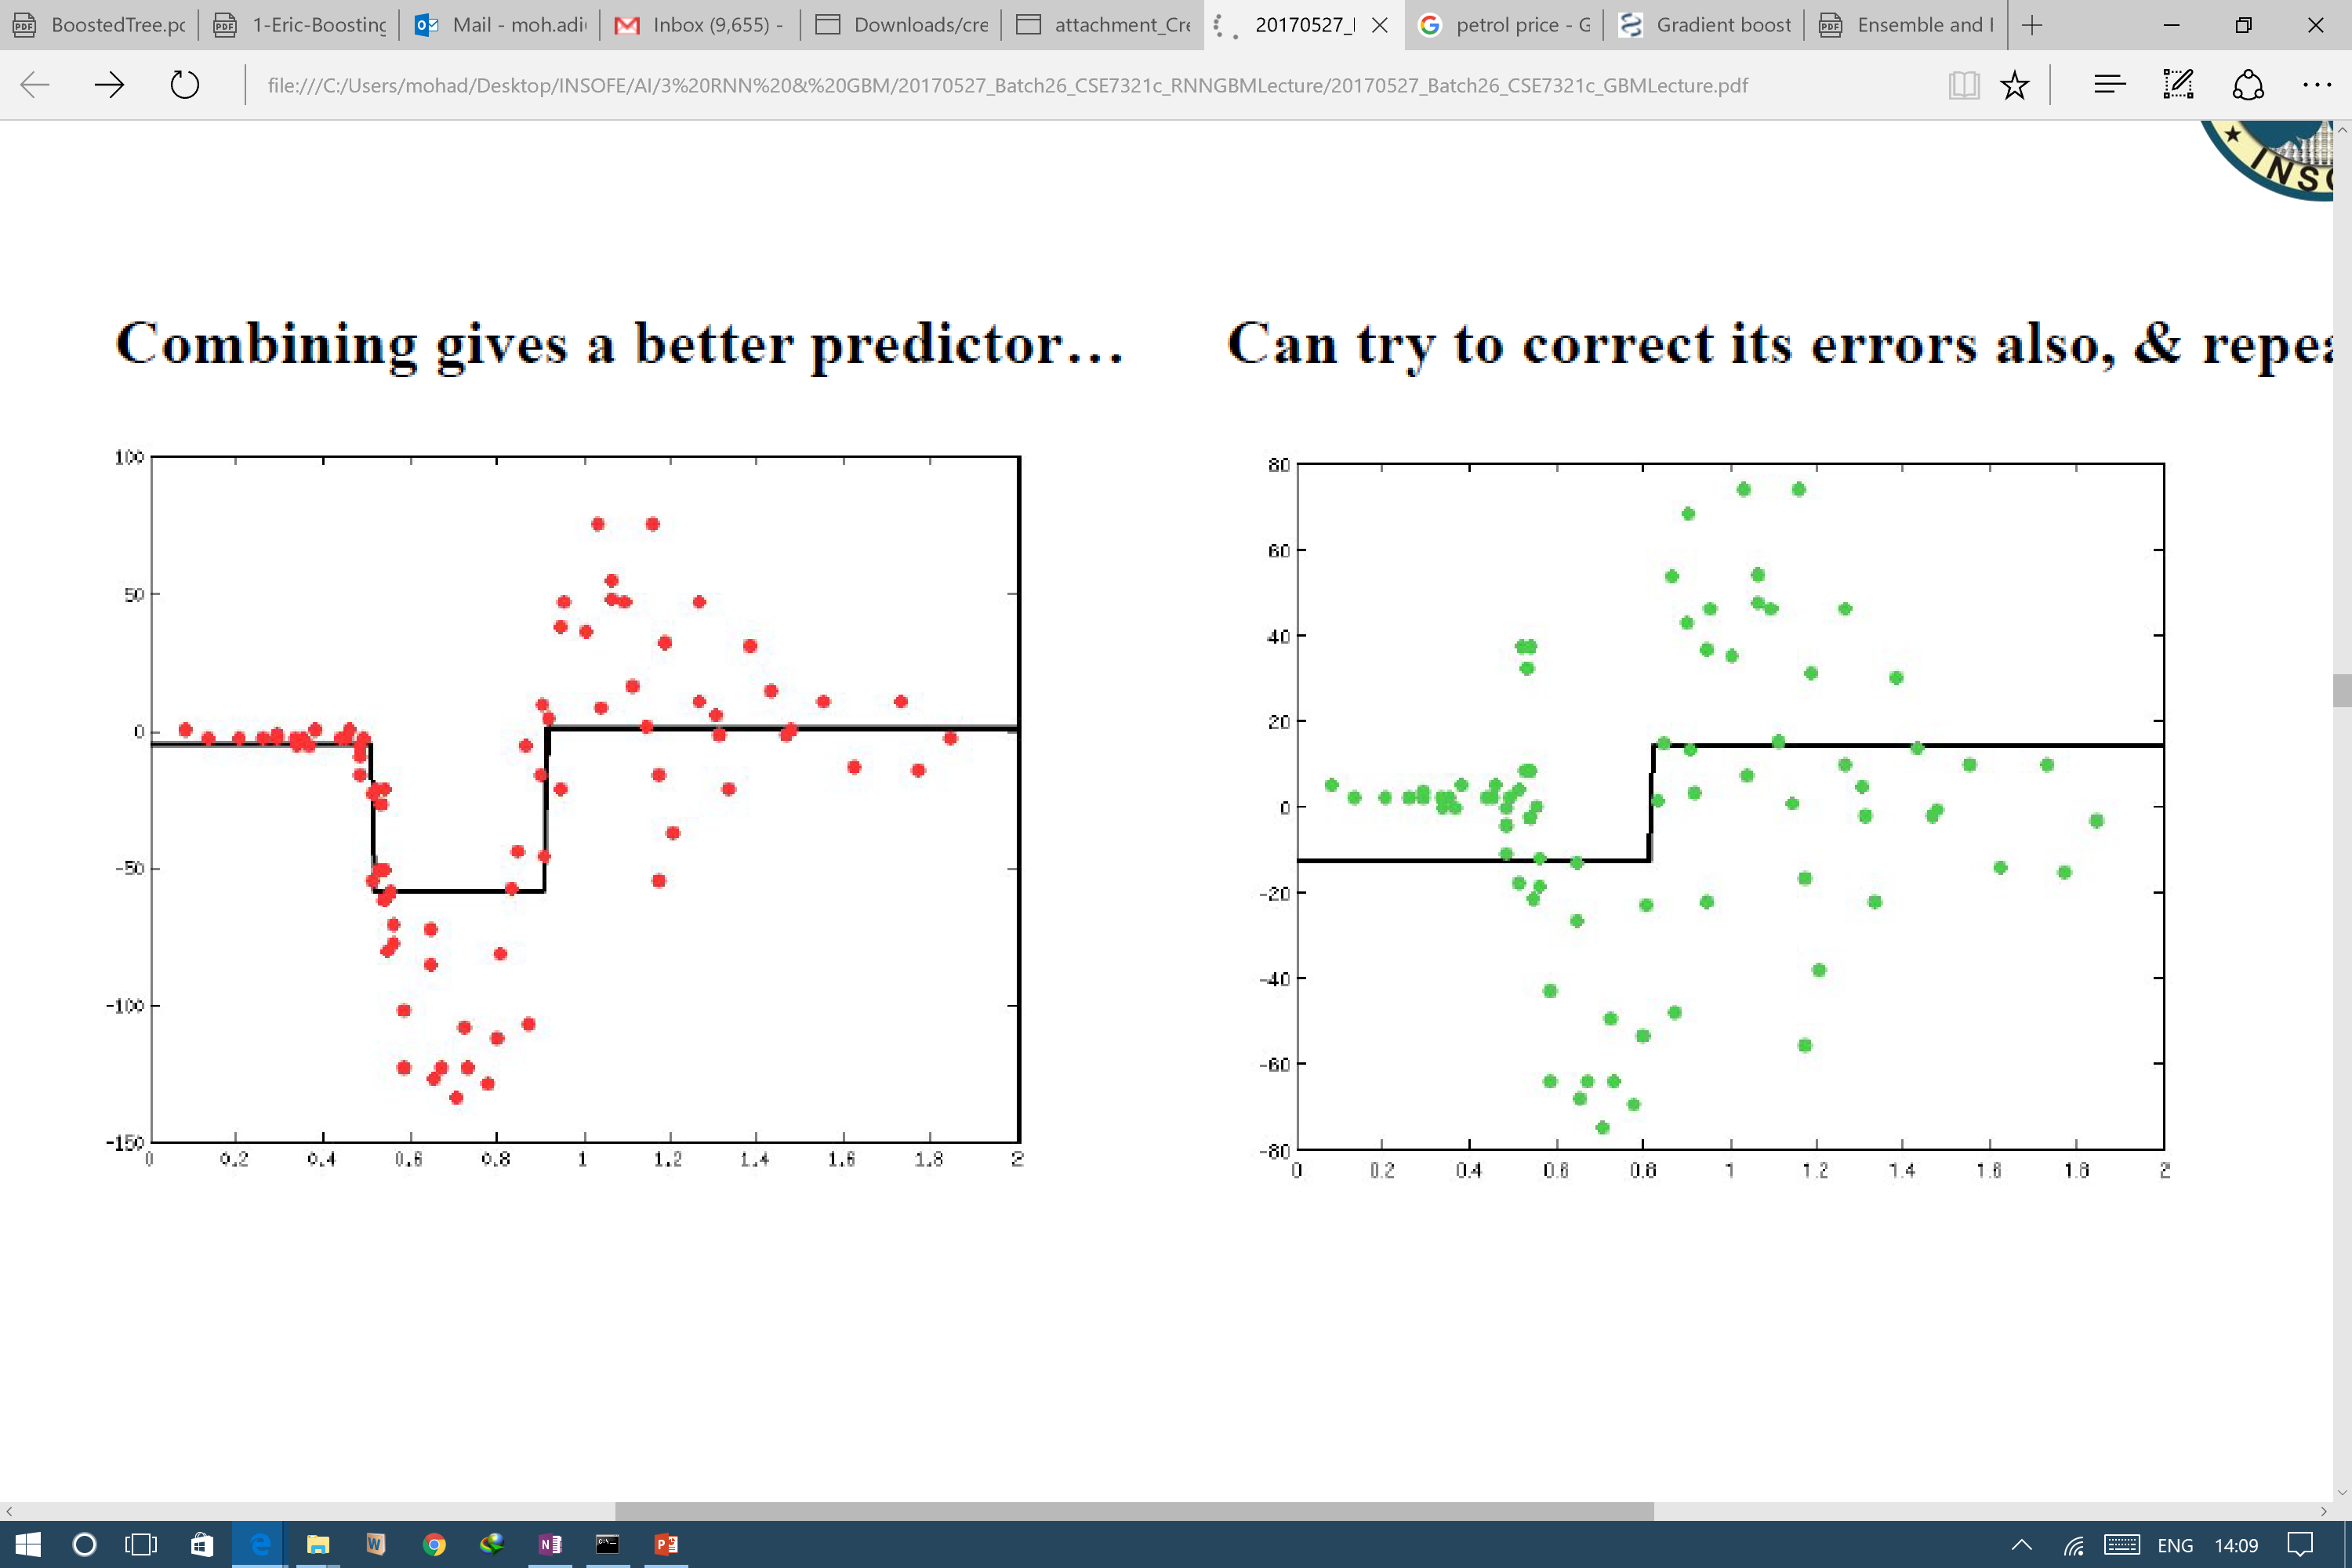 BoostedTree.pc 1-Eric-Boosting Mail - moh.adi Inbox (9,655) - Downloads/cre attachment_Cre 20170527_ petrol price - G Gradient boost Ensemble and
file:///C:/Users/mohad/Desktop/INSOFE/AI/3%20RNN%20&%20GBM/20170527_Batch26_CSE7321c_RNNGBMLecture/20170527_Batch26_CSE7321c_GBMLecture.pdf
INSO
Combining gives a better predictor... Can try to correct its errors also, & repea
100
50
0
-50
-100
-150
0 0.2 0.4 0.6 0.8 1 1.2 1.4 1.6 1.8 2
80
60
40
20
0
-20
-40
-60
-80
0 0.2 0.4 0.6 0.8 1 1.2 1.4 1.6 1.8 2
ENG 14:09